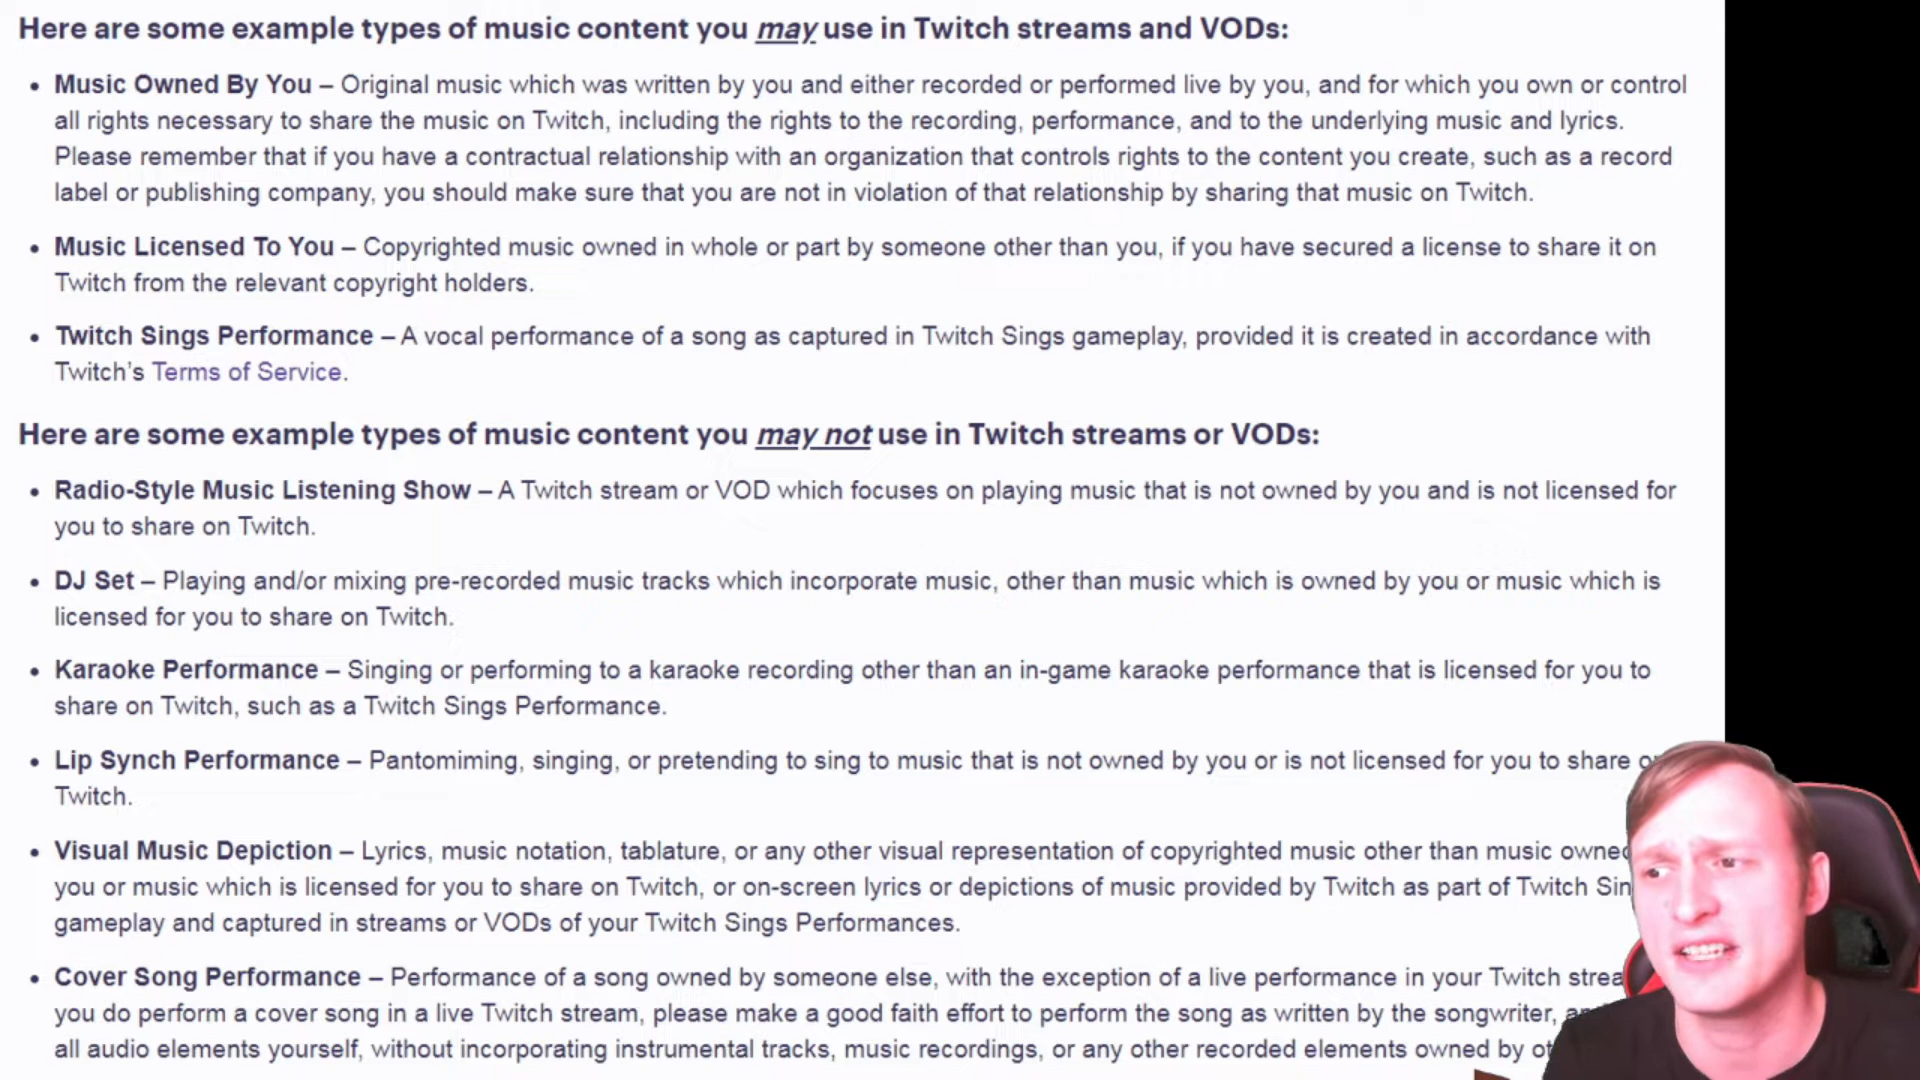 Here are some example types of music content you may use in Twitch streams and VODs:
• Music Owned By You – Original music which was written by you and either recorded or performed live by you, and for which you own or control
all rights necessary to share the music on Twitch, including the rights to the recording, performance, and to the underlying music and lyrics.
Please remember that if you have a contractual relationship with an organization that controls rights to the content you create, such as a record
label or publishing company, you should make sure that you are not in violation of that relationship by sharing that music on Twitch.
• Music Licensed To You – Copyrighted music owned in whole or part by someone other than you, if you have secured a license to share it on
Twitch from the relevant copyright holders.
• Twitch Sings Performance – A vocal performance of a song as captured in Twitch Sings gameplay, provided it is created in accordance with
Twitch’s Terms of Service.
Here are some example types of music content you may not use in Twitch streams or VODs:
• Radio-Style Music Listening Show – A Twitch stream or VOD which focuses on playing music that is not owned by you and is not licensed for
you to share on Twitch.
• DJ Set – Playing and/or mixing pre-recorded music tracks which incorporate music, other than music which is owned by you or music which is
licensed for you to share on Twitch.
• Karaoke Performance – Singing or performing to a karaoke recording other than an in-game karaoke performance that is licensed for you to
share on Twitch, such as a Twitch Sings Performance.
• Lip Synch Performance – Pantomiming, singing, or pretending to sing to music that is not owned by you or is not licensed for you to share
Twitch.
• Visual Music Depiction – Lyrics, music notation, tablature, or any other visual representation of copyrighted music other than music owned
you or music which is licensed for you to share on Twitch, or on-screen lyrics or depictions of music provided by Twitch as part of Twitch
gameplay and captured in streams or VODs of your Twitch Sings Performances.
• Cover Song Performance – Performance of a song owned by someone else, with the exception of a live performance in your Twitch
you do perform a cover song in a live Twitch stream, please make a good faith effort to perform the song as written by the songwriter,
all audio elements yourself, without incorporating instrumental tracks, music recordings, or any other recorded elements owned by